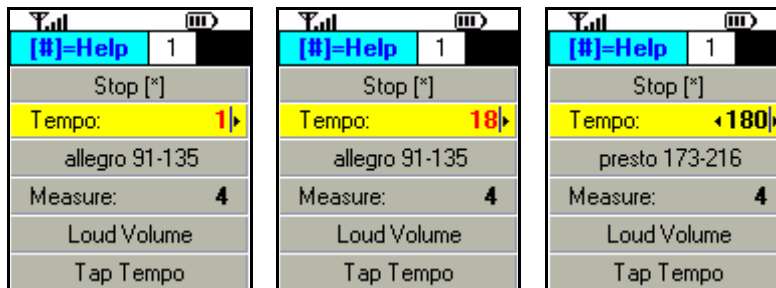 [#]=Help 1
Stop [*]
Tempo: 1
allegro 91-135
Measure: 4
Loud Volume
Tap Tempo
[#]=Help 1
Stop [*]
Tempo: 18
allegro 91-135
Measure: 4
Loud Volume
Tap Tempo
[#]=Help 1
Stop [*]
Tempo: 180
presto 173-216
Measure: 4
Loud Volume
Tap Tempo